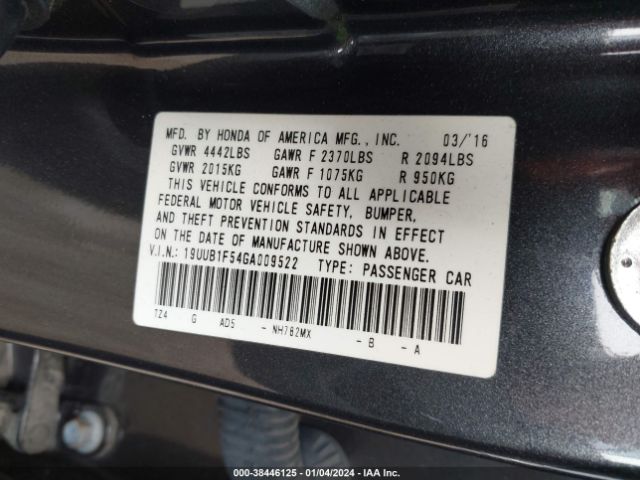 MFD. BY HONDA OF AMERICA MFG., INC. 03/'16
GVWR 4442LBS GAWR F 2370LBS R 2094LBS
GVWR 2015KG GAWR F 1075KG R 950KG
THIS VEHICLE CONFORMS TO ALL APPLICABLE
FEDERAL MOTOR VEHICLE SAFETY, BUMPER,
AND THEFT PREVENTION STANDARDS IN EFFECT
ON THE DATE OF MANUFACTURE SHOWN ABOVE.
V.I.N.: 19UUB1F54GA009522 TYPE: PASSENGER CAR
TZ4 G AD5 - NH782MX - B - A
000-38446125 - 01/04/2024 - IAA Inc.